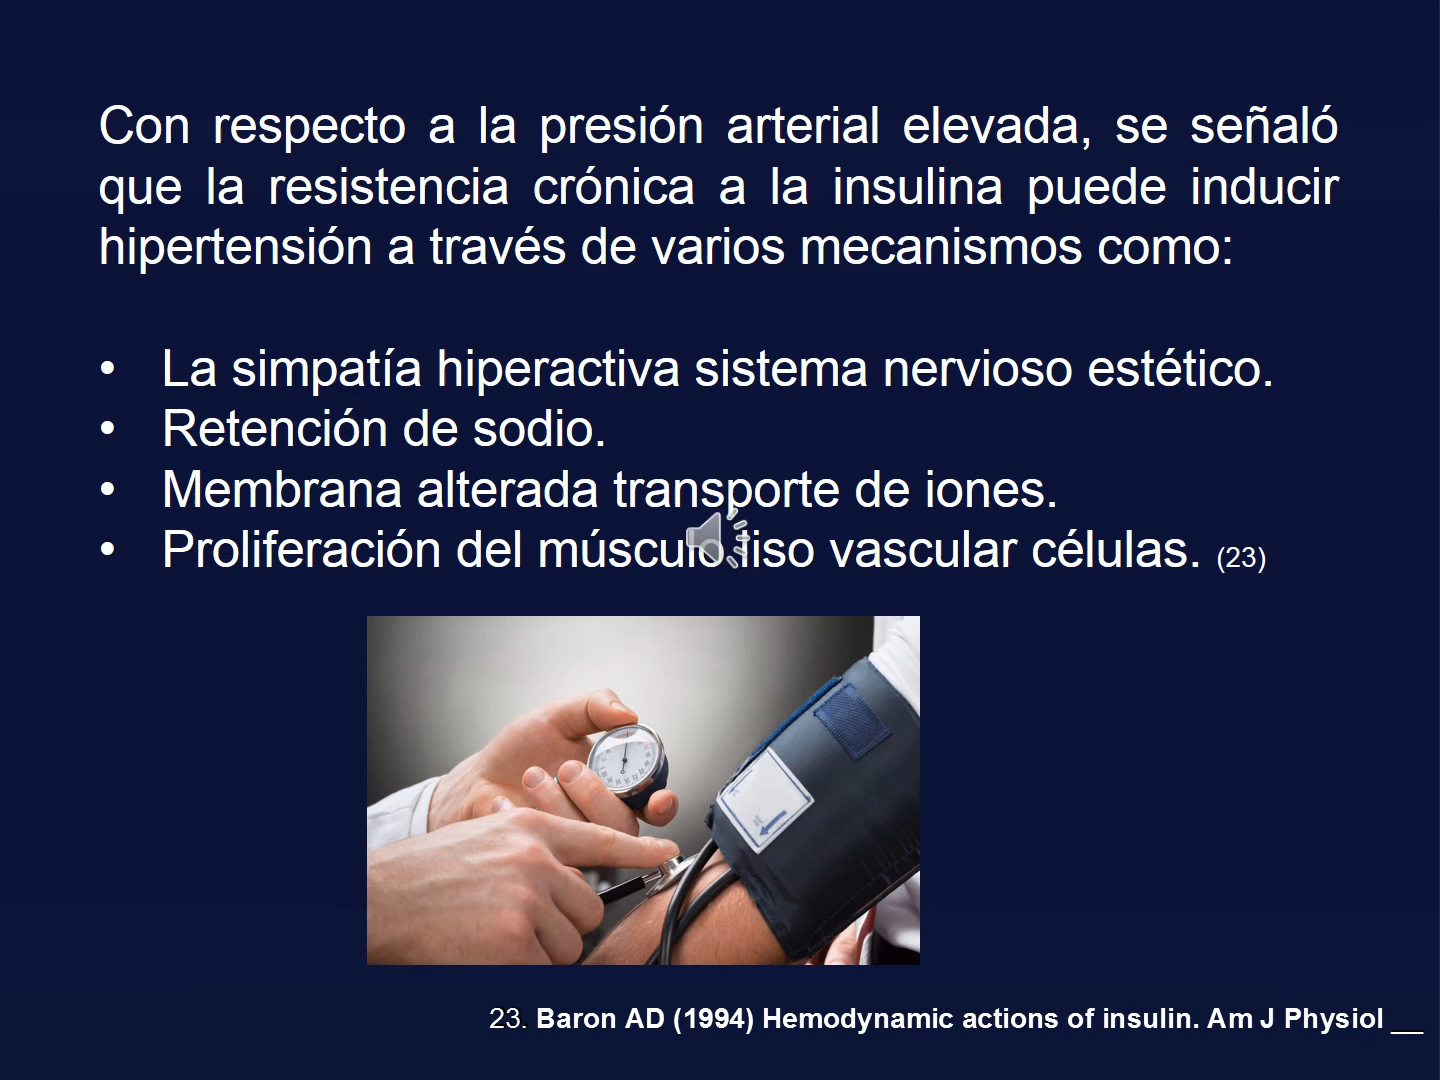 Con respecto a la presión arterial elevada, se señaló
que la resistencia crónica a la insulina puede inducir
hipertensión a través de varios mecanismos como:
• La simpatía hiperactiva sistema nervioso estético.
• Retención de sodio.
• Membrana alterada transporte de iones.
• Proliferación del músculo liso vascular células. (23)
23. Baron AD (1994) Hemodynamic actions of insulin. Am J Physiol __